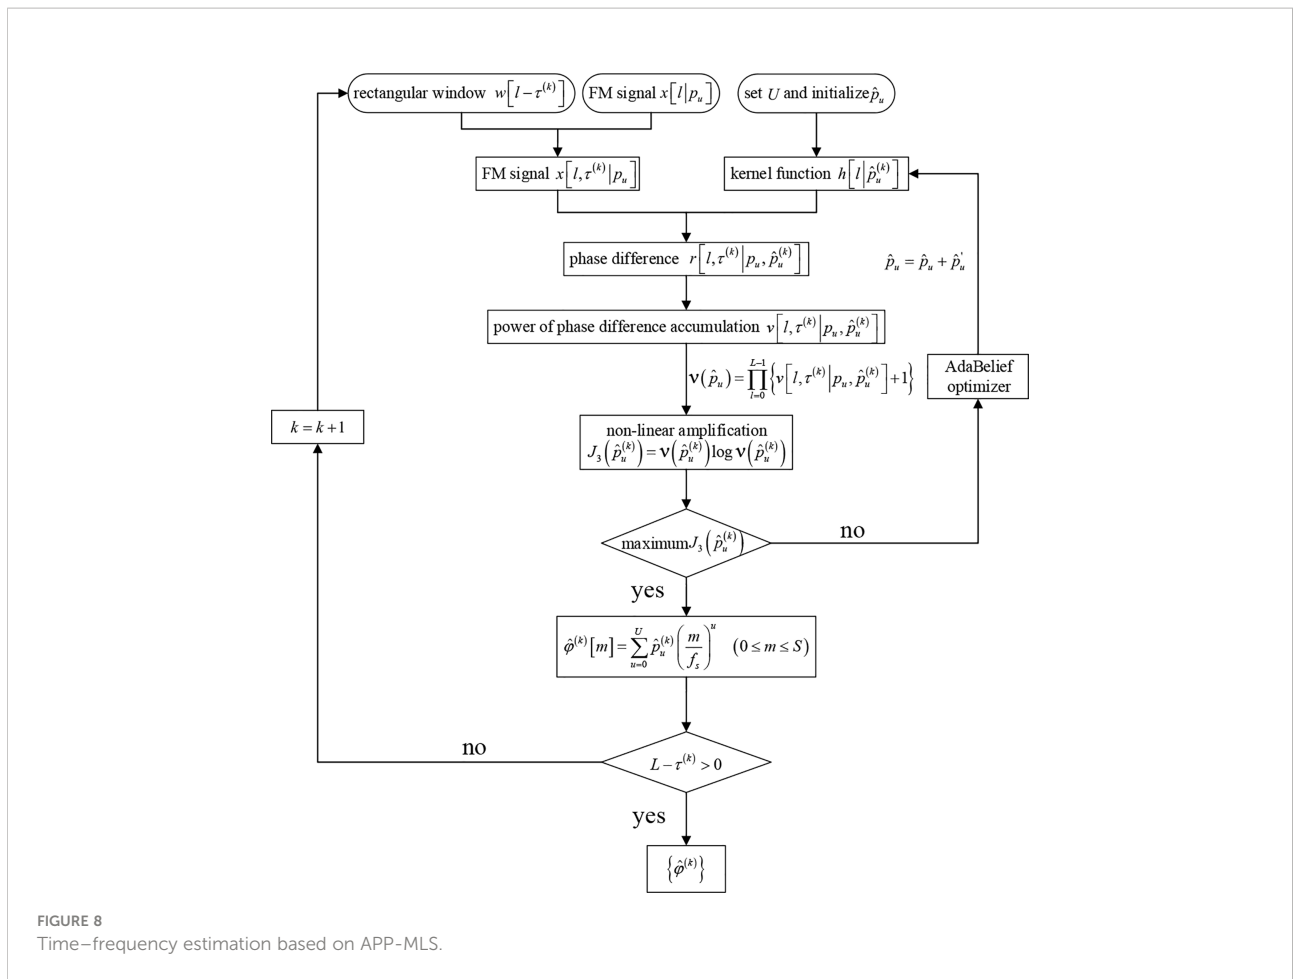 rectangular window w[l−τ^(k)]
FM signal x[l|p_u]
set U and initialize p̂_u
FM signal x[l,τ^(k)|p_u]
kernel function h[l|p̂_u^(k)]
phase difference r[l,τ^(k)|p_u,p̂_u^(k)]
p̂_u = p̂_u + p̂_u'
power of phase difference accumulation v[l,τ^(k)|p_u,p̂_u^(k)]
v(p̂_u) = ∏_{l=0}^{L−1} {v[l,τ^(k)|p_u,p̂_u^(k)]+1}
AdaBelief
optimizer
k = k+1
non-linear amplification
J_3(p̂_u^(k)) = v(p̂_u^(k)) log v(p̂_u^(k))
maximum J_3(p̂_u^(k))
no
yes
φ̂^(k)[m] = ∑_{u=0}^{U} p̂_u^(k) (m/f_s)^u (0 ≤ m ≤ S)
no
L−τ^(k) > 0
yes
{φ̂^(k)}
FIGURE 8
Time–frequency estimation based on APP-MLS.